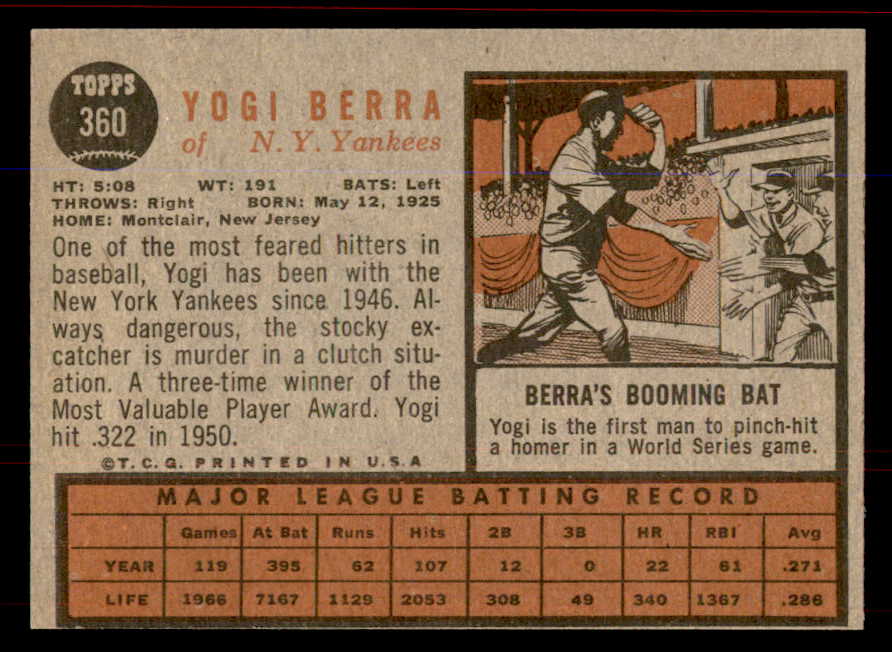 TOPPS
360
YOGI BERRA
of N.Y. Yankees
HT: 5:08 WT: 191 BATS: Left
THROWS: Right BORN: May 12, 1925
HOME: Montclair, New Jersey
One of the most feared hitters in
baseball, Yogi has been with the
New York Yankees since 1946. Al-
ways dangerous, the stocky ex-
catcher is murder in a clutch situ-
ation. A three-time winner of the
Most Valuable Player Award. Yogi
hit .322 in 1950.
©T.C.G. PRINTED IN U.S.A
BERRA'S BOOMING BAT
Yogi is the first man to pinch-hit
a homer in a World Series game.
MAJOR LEAGUE BATTING RECORD
Games At Bat Runs Hits 2B 3B HR RBI Avg
YEAR 119 395 62 107 12 0 22 61 .271
LIFE 1966 7167 1129 2053 308 49 340 1367 .286